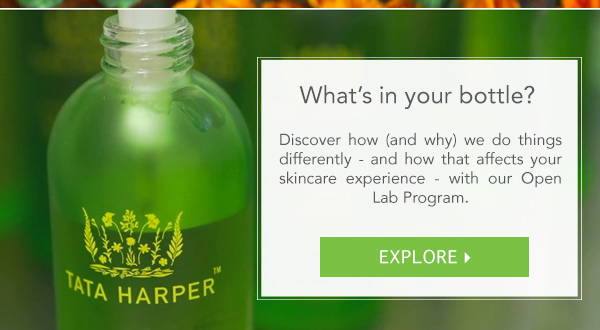 What's in your bottle?
Discover how (and why) we do things
differently - and how that affects your
skincare experience - with our Open
Lab Program.
EXPLORE
TATA HARPER™